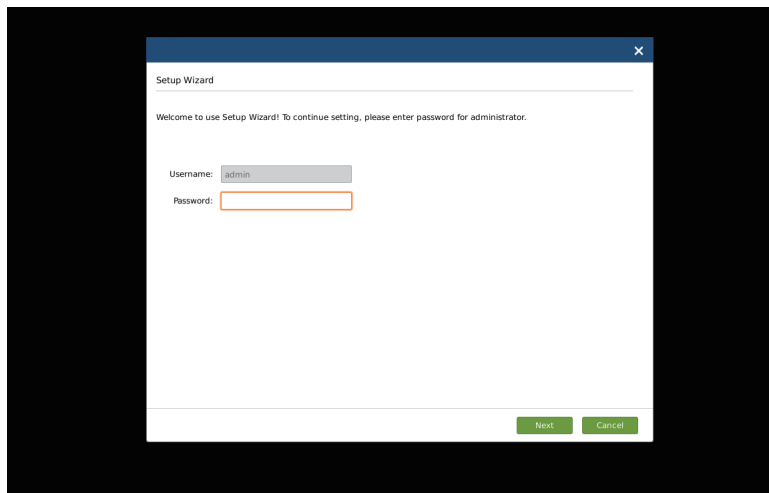 Setup Wizard
Welcome to use Setup Wizard! To continue setting, please enter password for administrator.
Username: admin
Password:
Next Cancel